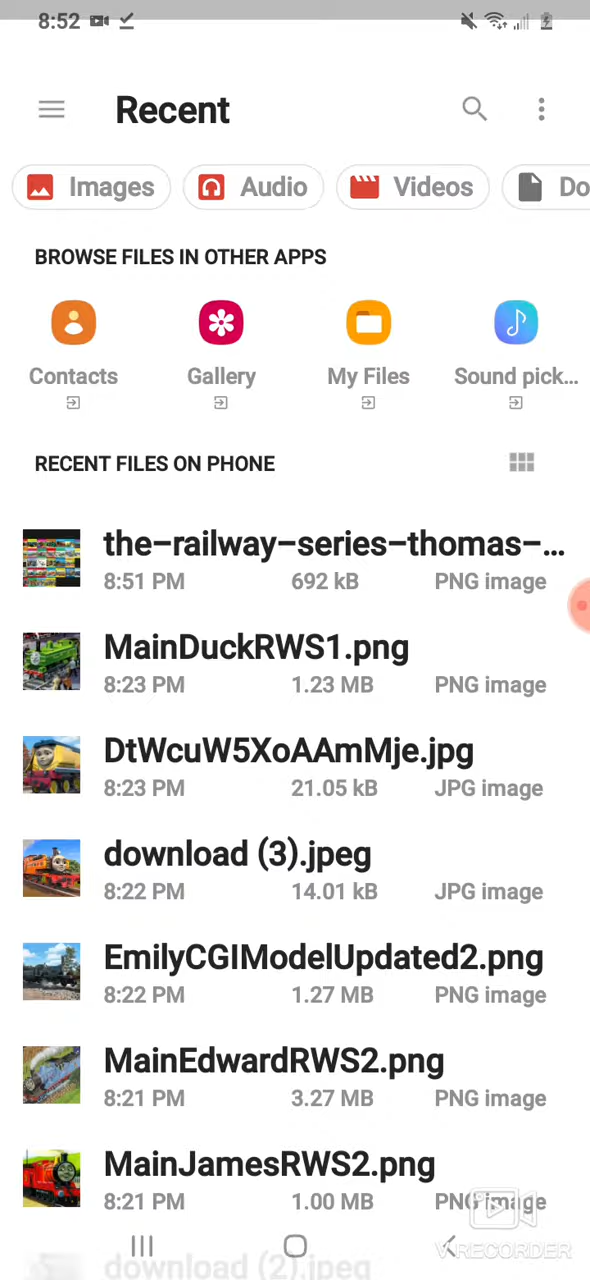 8:52
Recent
Images Audio Videos Do
BROWSE FILES IN OTHER APPS
Contacts Gallery My Files Sound pick...
RECENT FILES ON PHONE
the-railway-series-thomas-...
8:51 PM 692 kB PNG image
MainDuckRWS1.png
8:23 PM 1.23 MB PNG image
DtWcuW5XoAAmMje.jpg
8:23 PM 21.05 kB JPG image
download (3).jpeg
8:22 PM 14.01 kB JPG image
EmilyCGIModelUpdated2.png
8:22 PM 1.27 MB PNG image
MainEdwardRWS2.png
8:21 PM 3.27 MB PNG image
MainJamesRWS2.png
8:21 PM 1.00 MB PNG image
V RECORDER
download (2).jpeg